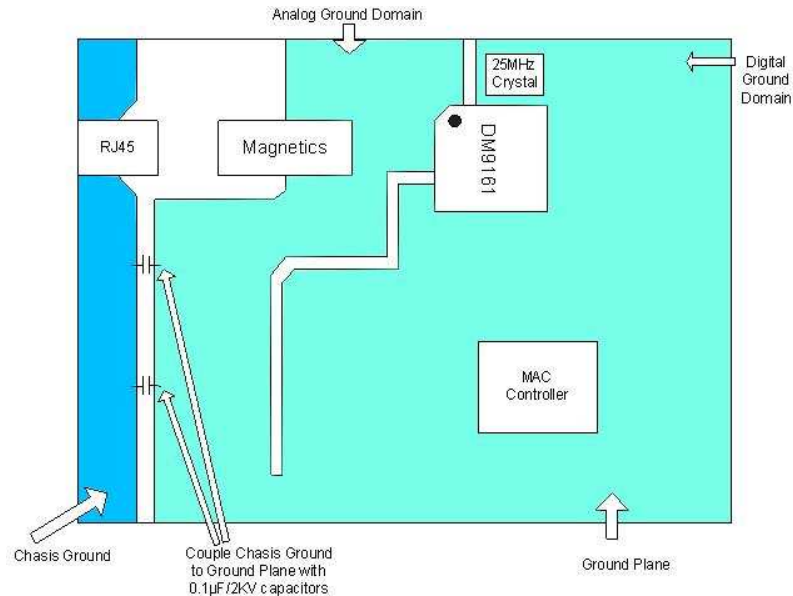 Analog Ground Domain
25MHz
Crystal
Digital
Ground
Domain
RJ45
Magnetics
DM9161
MAC
Controller
Chasis Ground
Couple Chasis Ground
to Ground Plane with
0.1µF/2KV capacitors
Ground Plane